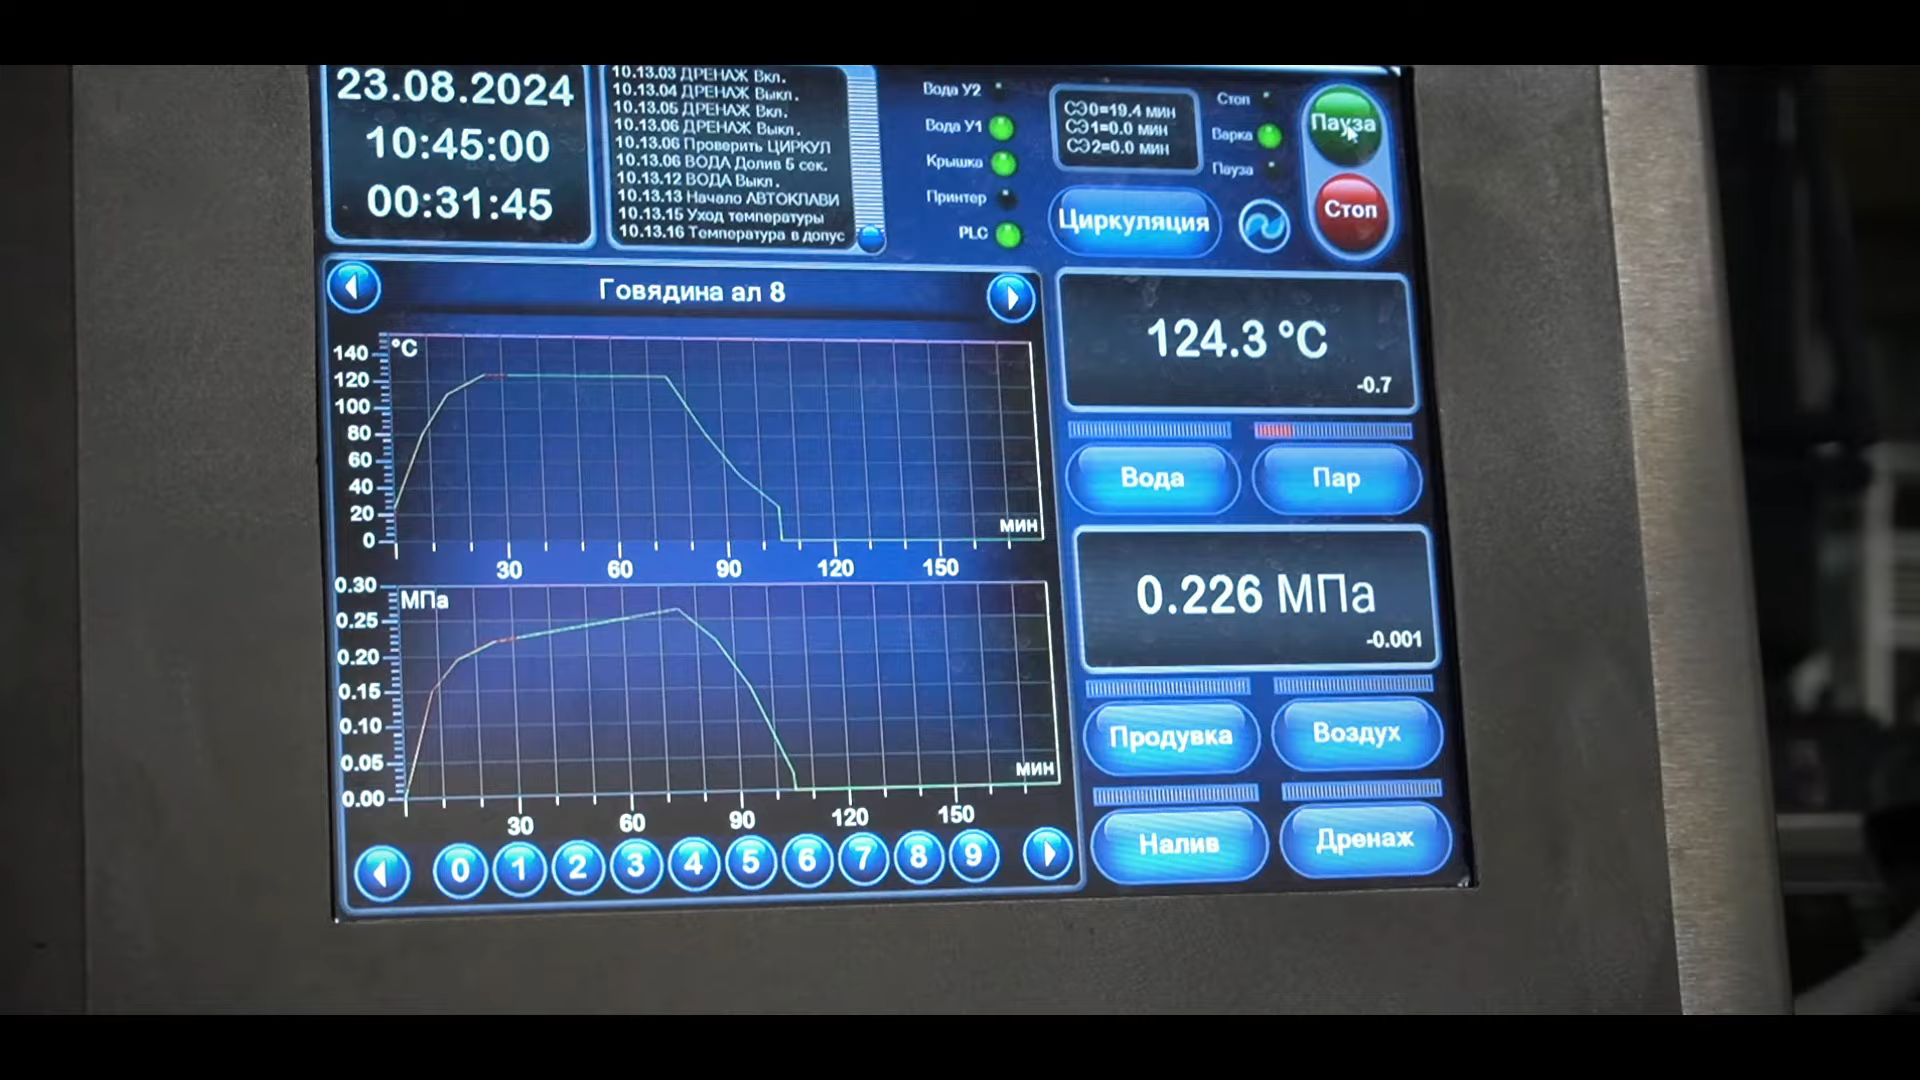 23.08.2024
10:45:00
00:31:45
10.13.03 ДРЕНАЖ Вкл.
10.13.04 ДРЕНАЖ Выкл.
10.13.05 ДРЕНАЖ Вкл.
10.13.06 ДРЕНАЖ Выкл.
10.13.06 Проверить ЦИРКУЛ
10.13.06 ВОДА Долив 5 сек.
10.13.12 ВОДА Выкл.
10.13.13 Начало АВТОКЛАВИ
10.13.15 Уход температуры
10.13.16 Температура в допус
Вода У2
Вода У1
Крышка
Принтер
PLC
СЭ0=19.4 мин
СЭ1=0.0 мин
СЭ2=0.0 мин
Циркуляция
Стоп
Варка
Пауза
Пауза
Стоп
Говядина ал 8
°C
140
120
100
80
60
40
20
0
мин
30 60 90 120 150
МПа
0.30
0.25
0.20
0.15
0.10
0.05
0.00
мин
30 60 90 120 150
0 1 2 3 4 5 6 7 8 9
124.3 °C
-0.7
Вода Пар
0.226 МПа
-0.001
Продувка Воздух
Налив Дренаж